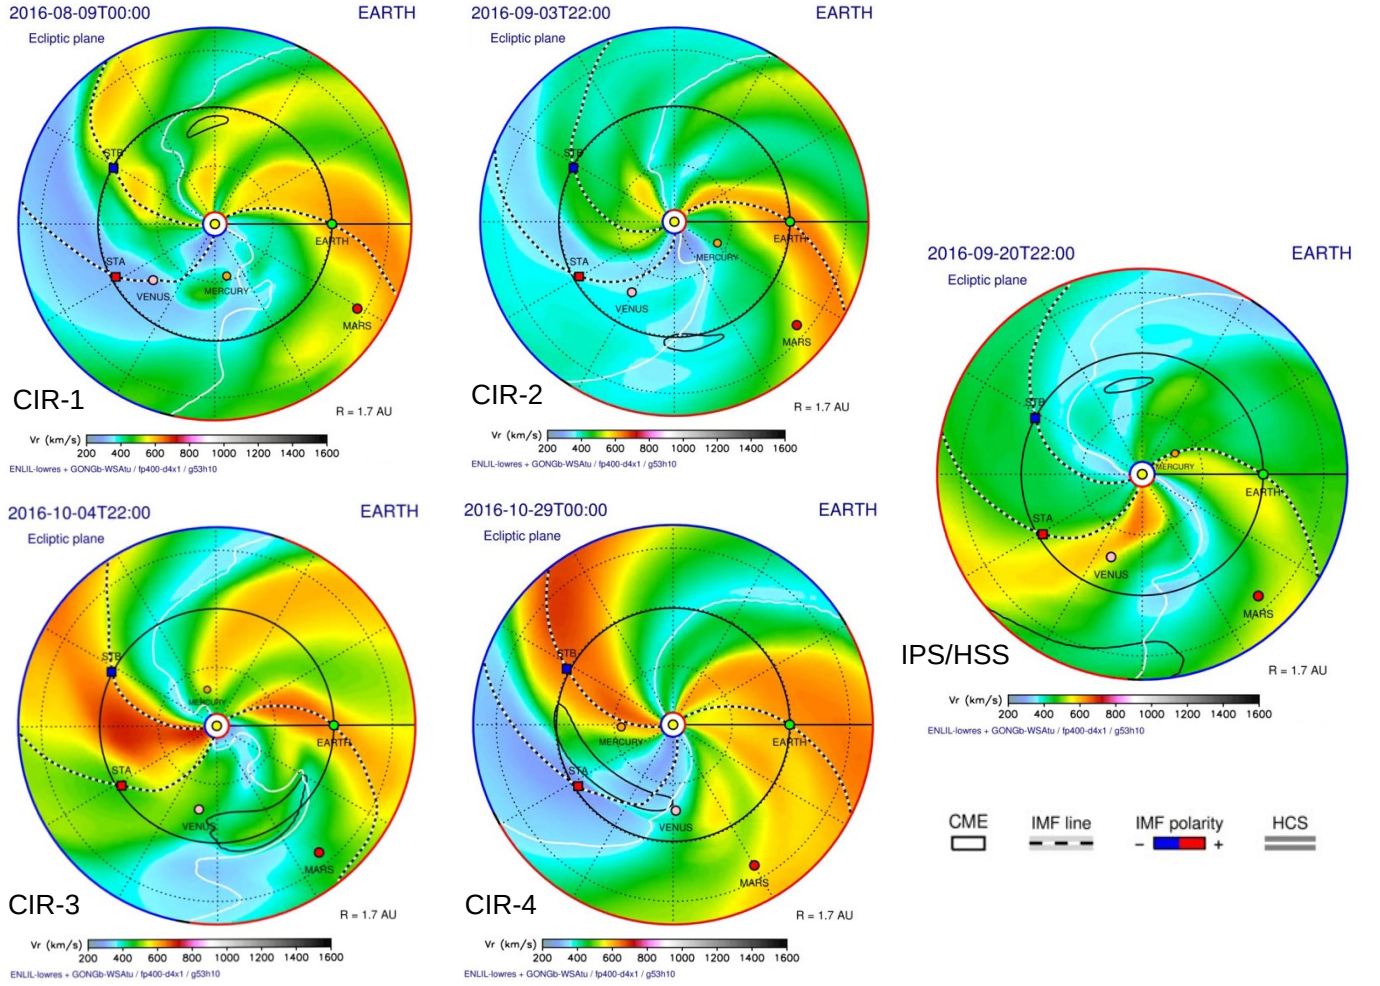 2016-08-09T00:00 EARTH
Ecliptic plane
STB
EARTH
STA
VENUS
MERCURY
MARS
CIR-1
R = 1.7 AU
Vr (km/s)
200 400 600 800 1000 1200 1400 1600
ENLIL-lowres + GONGb-WSAtu / fp400-d4x1 / g53h10
2016-09-03T22:00 EARTH
Ecliptic plane
STB
EARTH
MERCURY
STA
VENUS
MARS
CIR-2
R = 1.7 AU
Vr (km/s)
200 400 600 800 1000 1200 1400 1600
ENLIL-lowres + GONGb-WSAtu / fp400-d4x1 / g53h10
2016-09-20T22:00 EARTH
Ecliptic plane
STB
MERCURY
EARTH
STA
VENUS
MARS
IPS/HSS
R = 1.7 AU
Vr (km/s)
200 400 600 800 1000 1200 1400 1600
ENLIL-lowres + GONGb-WSAtu / fp400-d4x1 / g53h10
2016-10-04T22:00 EARTH
Ecliptic plane
STB
MERCURY
EARTH
STA
VENUS
MARS
CIR-3
R = 1.7 AU
Vr (km/s)
200 400 600 800 1000 1200 1400 1600
ENLIL-lowres + GONGb-WSAtu / fp400-d4x1 / g53h10
2016-10-29T00:00 EARTH
Ecliptic plane
STB
MERCURY
EARTH
STA
VENUS
MARS
CIR-4
R = 1.7 AU
Vr (km/s)
200 400 600 800 1000 1200 1400 1600
ENLIL-lowres + GONGb-WSAtu / fp400-d4x1 / g53h10
CME IMF line IMF polarity HCS
− +